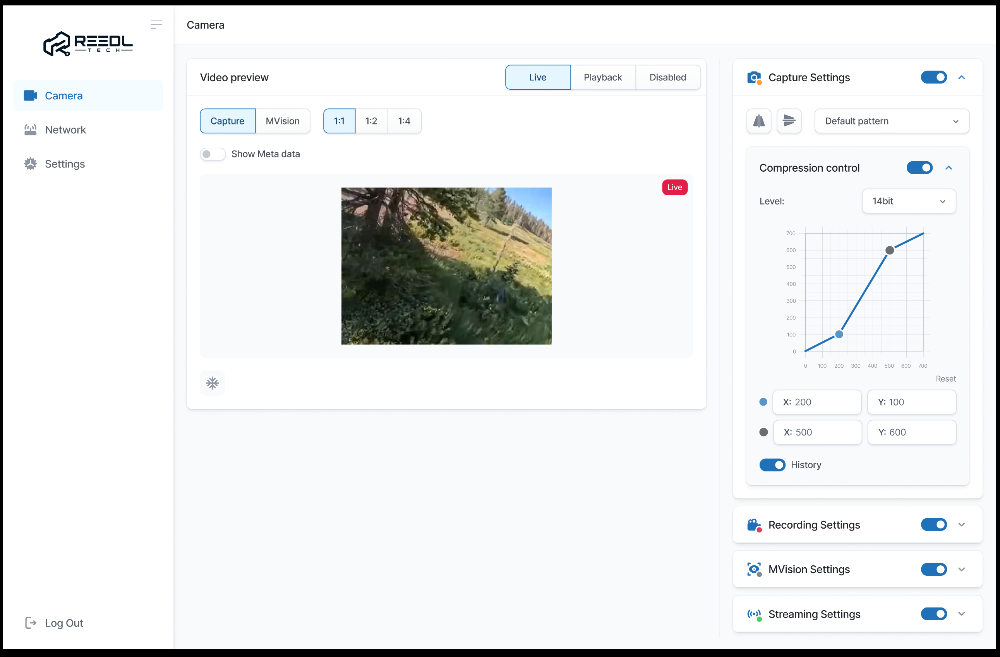 REEDL
TECH
Camera
Network
Settings
Log Out
Camera
Video preview
Live Playback Disabled
Capture MVision 1:1 1:2 1:4
Show Meta data
Live
Capture Settings
Default pattern
Compression control
Level: 14bit
700
600
500
400
300
200
100
0
0 100 200 300 400 500 600 700
Reset
X: 200 Y: 100
X: 500 Y: 600
History
Recording Settings
MVision Settings
Streaming Settings